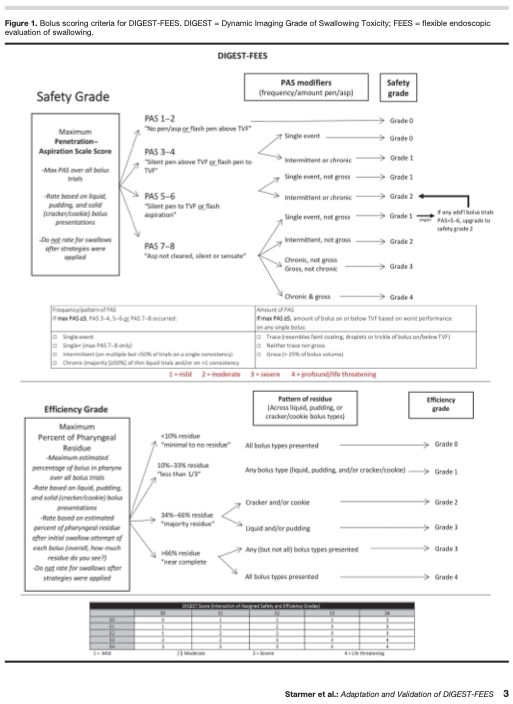 Figure 1. Bolus scoring criteria for DIGEST-FEES. DIGEST = Dynamic Imaging Grade of Swallowing Toxicity; FEES = flexible endoscopic
evaluation of swallowing.
DIGEST-FEES
Safety Grade
PAS modifiers
(frequency/amount pen/asp)
Safety
grade
Maximum
Penetration–
Aspiration Scale Score
-Max PAS over all bolus
trials
-Rate based on liquid,
pudding, and solid
(cracker/cookie) bolus
presentations
-Do not rate for swallows
after strategies were
applied
PAS 1–2
"No pen/asp or flash pen above TVF"
PAS 3–4
"Silent pen above TVF or flash pen to
TVF"
PAS 5–6
"Silent pen to TVF or flash
aspiration"
PAS 7–8
"Asp not cleared, silent or sensate"
Single event
Intermittent or chronic
Single event, not gross
Intermittent or chronic
Single event, not gross
Intermittent, not gross
Chronic, not gross
Gross, not chronic
Chronic & gross
Grade 0
Grade 0
Grade 1
Grade 1
Grade 2
Grade 1
Grade 2
Grade 3
Grade 4
If any add'l bolus trials
PAS=5–6, upgrade to
safety grade 2
Frequency/pattern of PAS
If max PAS ≥3, PAS 3-4, 5-6 or PAS 7-8 occurred:
Single event
Single+ (max PAS 7-8 only)
Intermittent (on multiple but <50% of trials on a single consistency)
Chronic (majority [≥50%] of thin liquid trials and/or on >1 consistency
Amount of PAS
If max PAS ≥5, amount of bolus on or below TVF based on worst performance
on any single bolus:
Trace (resembles faint coating, droplets or trickle of bolus on/below TVF)
Neither trace nor gross
Gross (> 25% of bolus volume)
1 = mild 2 = moderate 3 = severe 4 = profound/life threatening
Efficiency Grade
Pattern of residue
(Across liquid, pudding, or
cracker/cookie bolus types
Efficiency
grade
Maximum
Percent of Pharyngeal
Residue
-Maximum estimated
percentage of bolus in pharynx
over all bolus trials
-Rate based on liquid, pudding,
and solid (cracker/cookie) bolus
presentations
-Rate based on estimated
percent of pharyngeal residue
after initial swallow attempt of
each bolus (overall, how much
residue do you see?)
-Do not rate for swallows after
strategies were applied
<10% residue
"minimal to no residue"
10%–33% residue
"less than 1/3"
34%–66% residue
"majority residue"
>66% residue
"near complete
All bolus types presented
Any bolus type (liquid, pudding, and/or cracker/cookie)
Cracker and/or cookie
Liquid and/or pudding
Any (but not all) bolus types presented
All bolus types presented
Grade 0
Grade 1
Grade 2
Grade 3
Grade 3
Grade 4
DIGEST Score (Interaction of Assigned Safety and Efficiency Grades)
S0 S1 S2 S3 S4
E0 0 1 2 3 3
E1 1 1 2 3 3
E2 1 2 2 3 3
E3 2 2 3 3 4
E4 3 3 3 3 4
1 = Mild 2 = Moderate 3 = Severe 4 = Life threatening
Starmer et al.: Adaptation and Validation of DIGEST-FEES 3